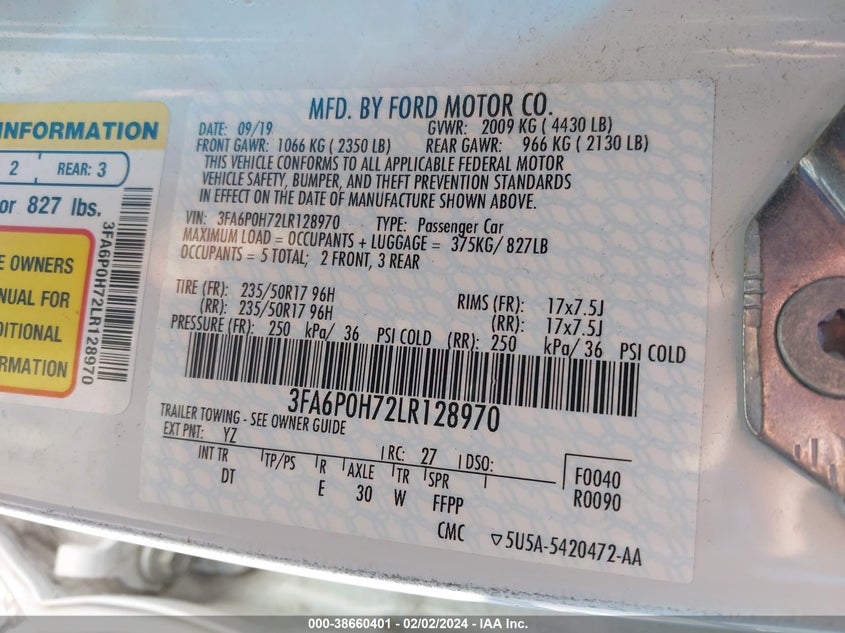 INFORMATION
2 REAR: 3
or 827 lbs.
3FA6P0H72LR128970
E OWNERS
NUAL FOR
DITIONAL
ORMATION
MFD. BY FORD MOTOR CO.
DATE: 09/19 GVWR: 2009 KG ( 4430 LB)
FRONT GAWR: 1066 KG ( 2350 LB) REAR GAWR: 966 KG ( 2130 LB)
THIS VEHICLE CONFORMS TO ALL APPLICABLE FEDERAL MOTOR
VEHICLE SAFETY, BUMPER, AND THEFT PREVENTION STANDARDS
IN EFFECT ON THE DATE OF MANUFACTURE SHOWN ABOVE.
VIN: 3FA6P0H72LR128970 TYPE: Passenger Car
MAXIMUM LOAD = OCCUPANTS + LUGGAGE = 375KG/ 827LB
OCCUPANTS = 5 TOTAL; 2 FRONT, 3 REAR
TIRE (FR): 235/50R17 96H RIMS (FR): 17x7.5J
(RR): 235/50R17 96H (RR): 17x7.5J
PRESSURE (FR): 250 kPa/ 36 PSI COLD (RR): 250 kPa/ 36 PSI COLD
3FA6P0H72LR128970
TRAILER TOWING - SEE OWNER GUIDE
EXT PNT: YZ RC: 27 DSO: F0040
INT TR TP/PS R AXLE TR SPR R0090
DT E 30 W FFPP
CMC ▽5U5A-5420472-AA
000-38660401 - 02/02/2024 - IAA Inc.